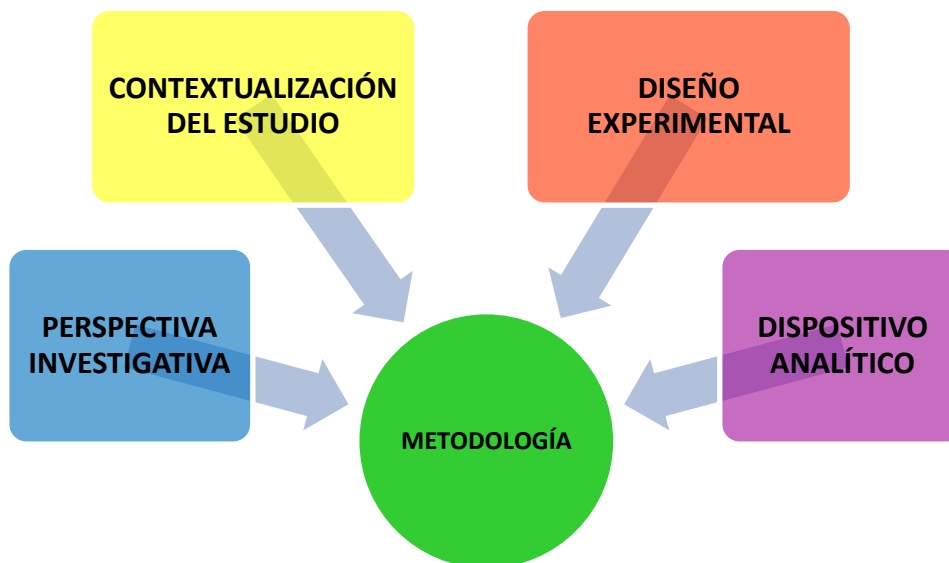 CONTEXTUALIZACIÓN
DEL ESTUDIO
DISEÑO
EXPERIMENTAL
PERSPECTIVA
INVESTIGATIVA
DISPOSITIVO
ANALÍTICO
METODOLOGÍA